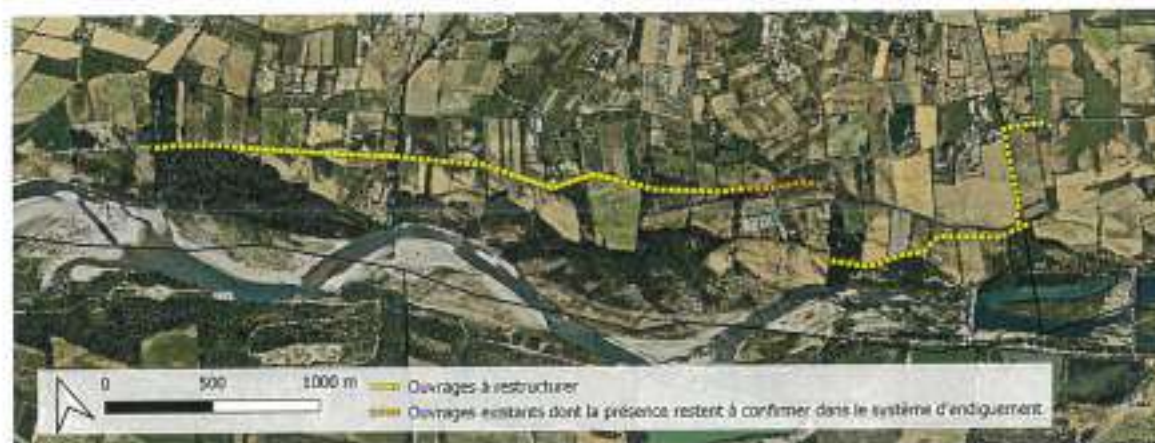 0 500 1000 m
Ouvrages à restructurer
Ouvrages existants dont la présence restent à confirmer dans le système d'endiguement